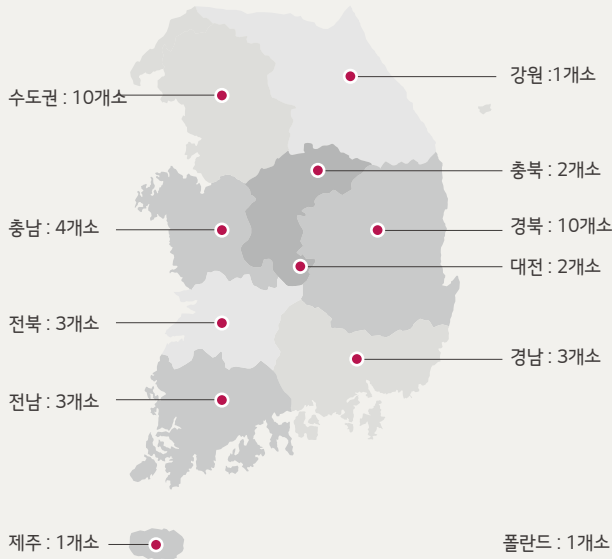 강원 :1개소
수도권 : 10개소
충북 : 2개소
충남 : 4개소
경북 : 10개소
대전 : 2개소
전북 : 3개소
경남 : 3개소
전남 : 3개소
제주 : 1개소
폴란드 : 1개소